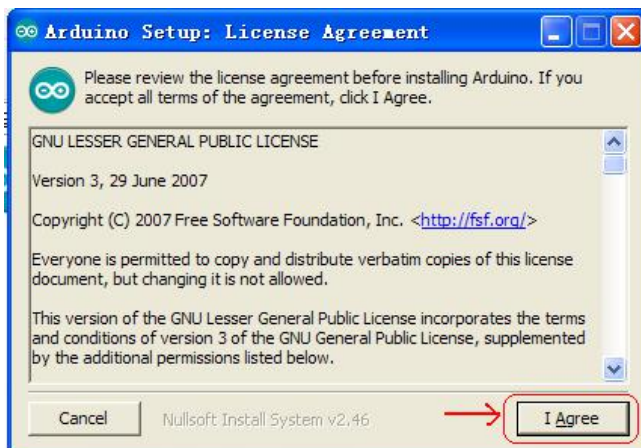 Arduino Setup: License Agreement
Please review the license agreement before installing Arduino. If you
accept all terms of the agreement, click I Agree.
GNU LESSER GENERAL PUBLIC LICENSE
Version 3, 29 June 2007
Copyright (C) 2007 Free Software Foundation, Inc. <http://fsf.org/>
Everyone is permitted to copy and distribute verbatim copies of this license
document, but changing it is not allowed.
This version of the GNU Lesser General Public License incorporates the terms
and conditions of version 3 of the GNU General Public License, supplemented
by the additional permissions listed below.
Cancel
Nullsoft Install System v2.46
I Agree